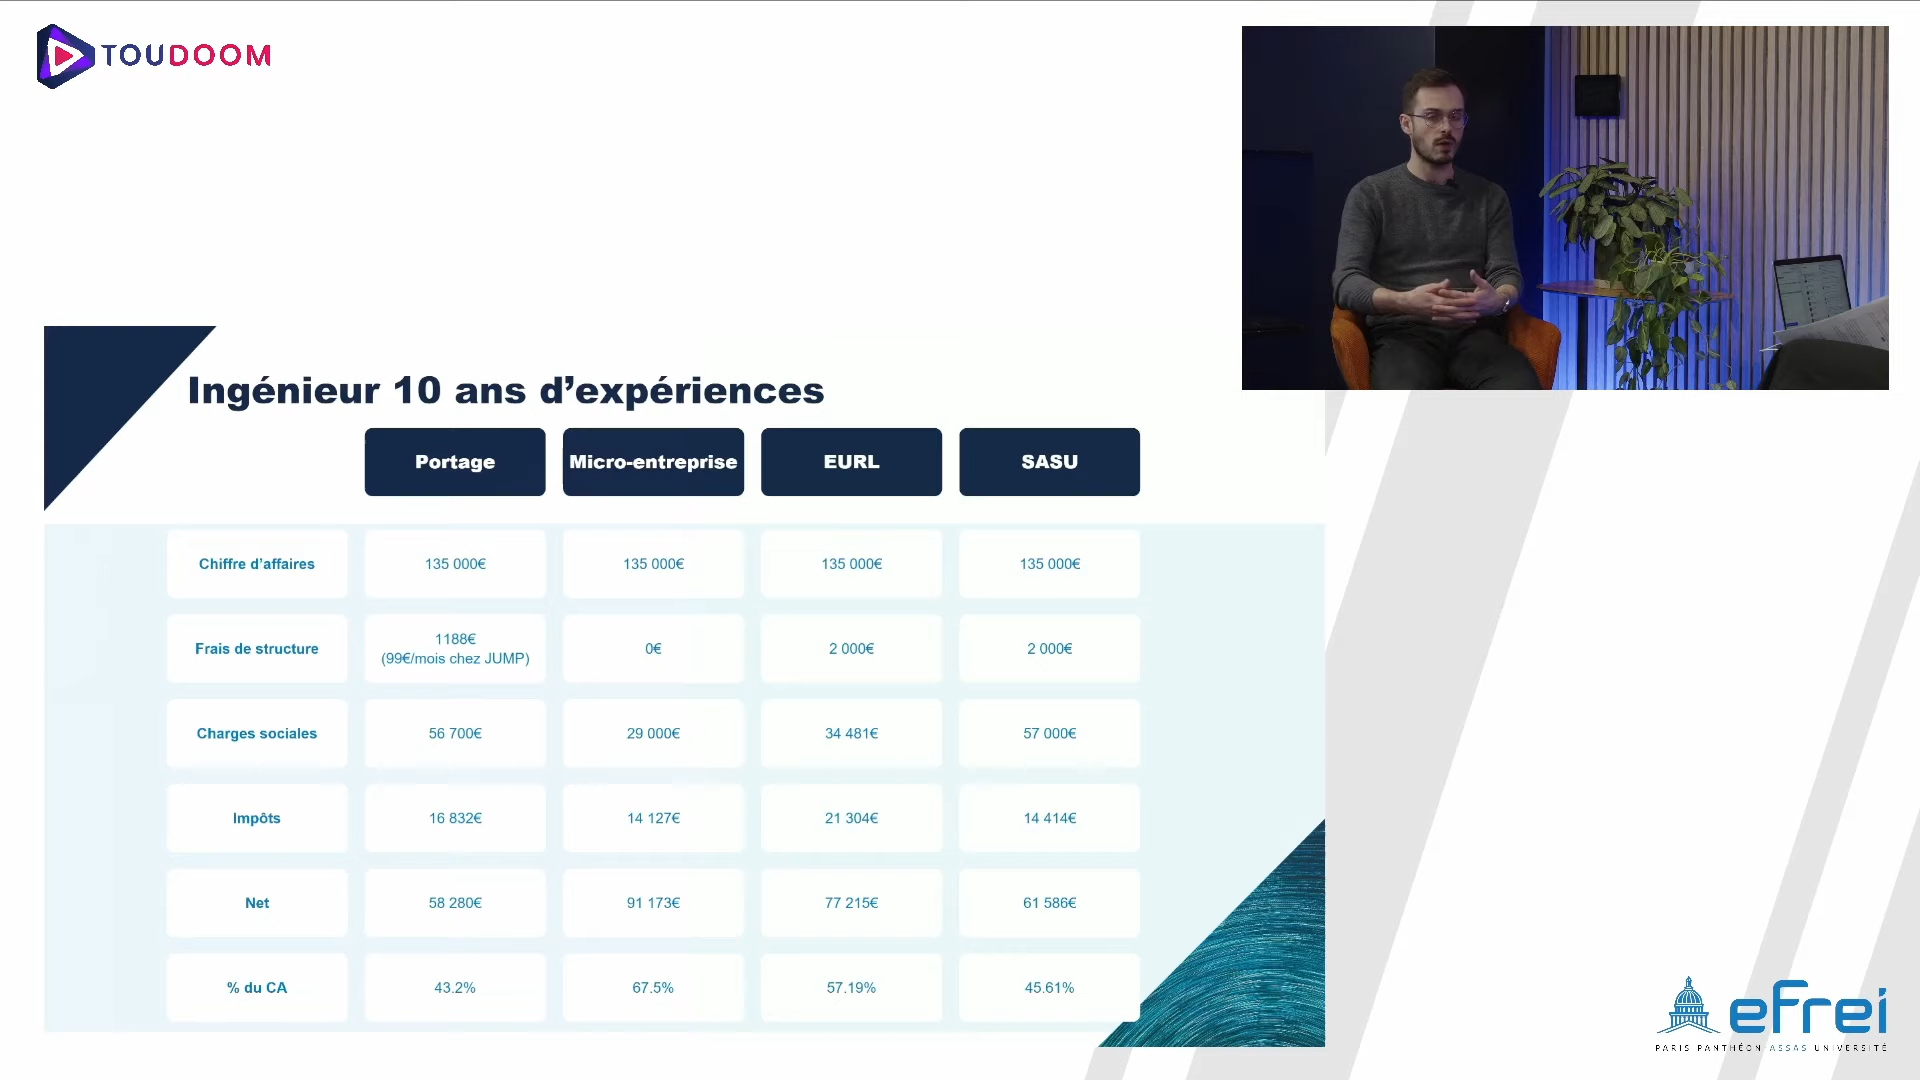 TOUDOOM
Ingénieur 10 ans d’expériences
Portage Micro-entreprise EURL SASU
Chiffre d’affaires 135 000€ 135 000€ 135 000€ 135 000€
Frais de structure 1188€ (99€/mois chez JUMP) 0€ 2 000€ 2 000€
Charges sociales 56 700€ 29 000€ 34 481€ 57 000€
Impôts 16 832€ 14 127€ 21 304€ 14 414€
Net 58 280€ 91 173€ 77 215€ 61 586€
% du CA 43.2% 67.5% 57.19% 45.61%
efrei
PARIS PANTHÉON ASSAS UNIVERSITÉ